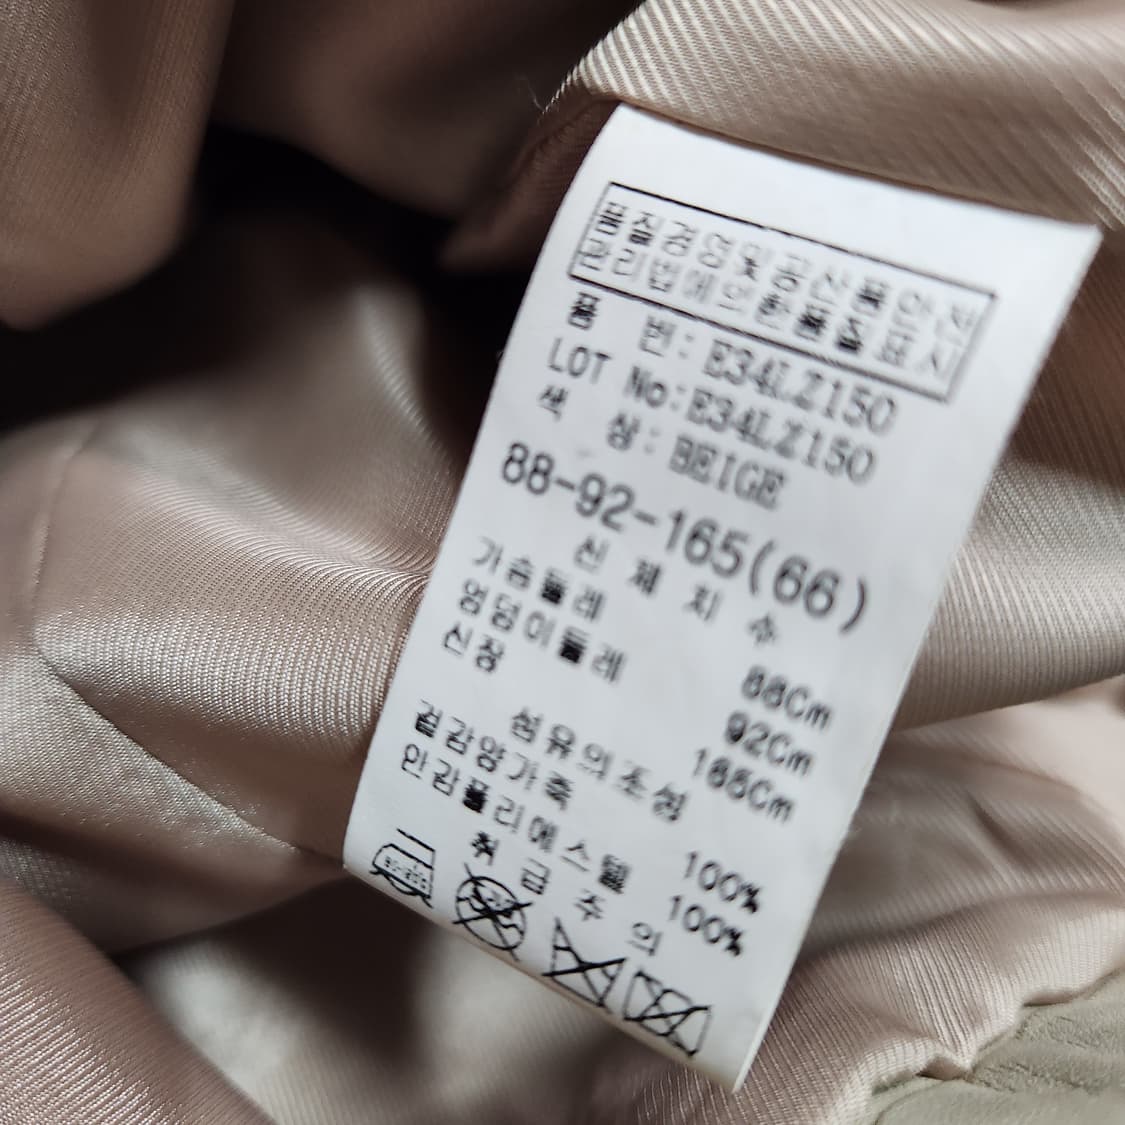 품질경영및공산품안전
관리법에의한품질표시
품 번: E34LZ150
LOT No: E34LZ150
색 상: BEIGE
88-92-165(66)
신 체 치 수
가슴둘레 88Cm
엉덩이둘레 92Cm
신장 165Cm
섬유의조성
겉감양가죽 100%
안감폴리에스텔 100%
취 급 주 의